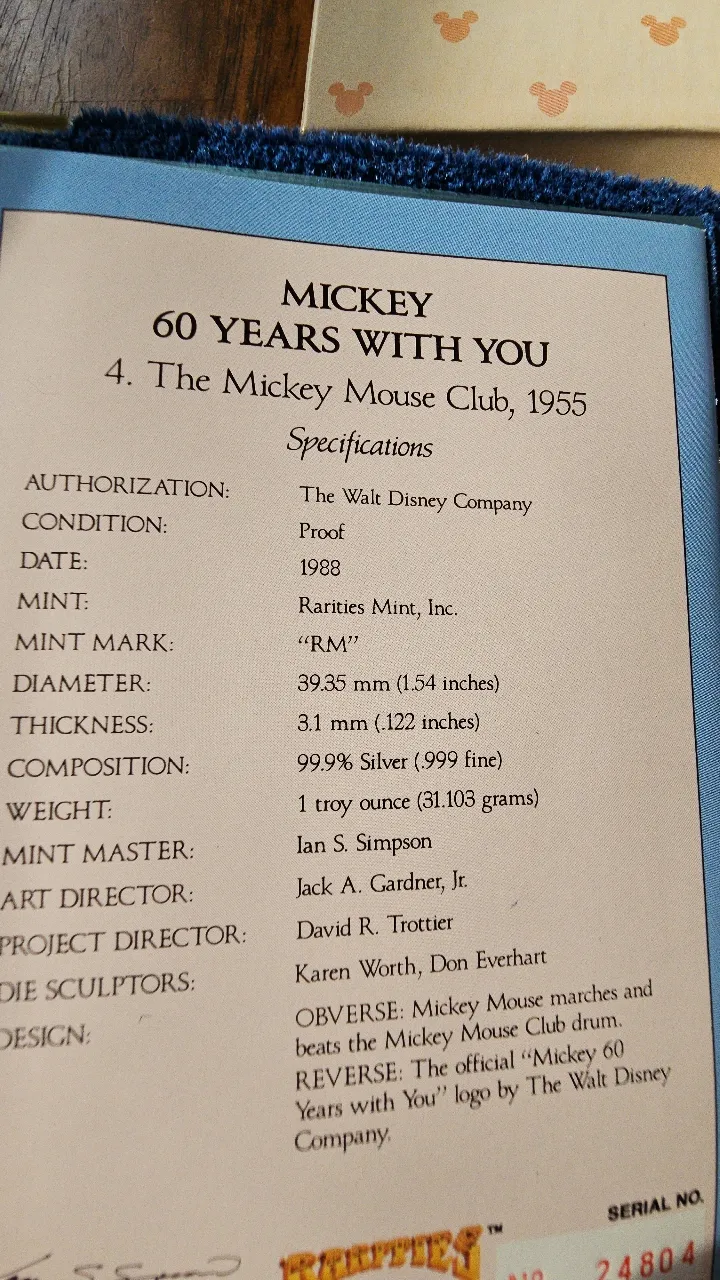 MICKEY
60 YEARS WITH YOU
4. The Mickey Mouse Club, 1955
Specifications
AUTHORIZATION: The Walt Disney Company
CONDITION: Proof
DATE: 1988
MINT: Rarities Mint, Inc.
MINT MARK: “RM”
DIAMETER: 39.35 mm (1.54 inches)
THICKNESS: 3.1 mm (.122 inches)
COMPOSITION: 99.9% Silver (.999 fine)
WEIGHT: 1 troy ounce (31.103 grams)
MINT MASTER: Ian S. Simpson
ART DIRECTOR: Jack A. Gardner, Jr.
PROJECT DIRECTOR: David R. Trottier
DIE SCULPTORS: Karen Worth, Don Everhart
DESIGN: OBVERSE: Mickey Mouse marches and
beats the Mickey Mouse Club drum.
REVERSE: The official “Mickey 60
Years with You” logo by The Walt Disney
Company.
SERIAL NO.
RARITIES™
NO 24804